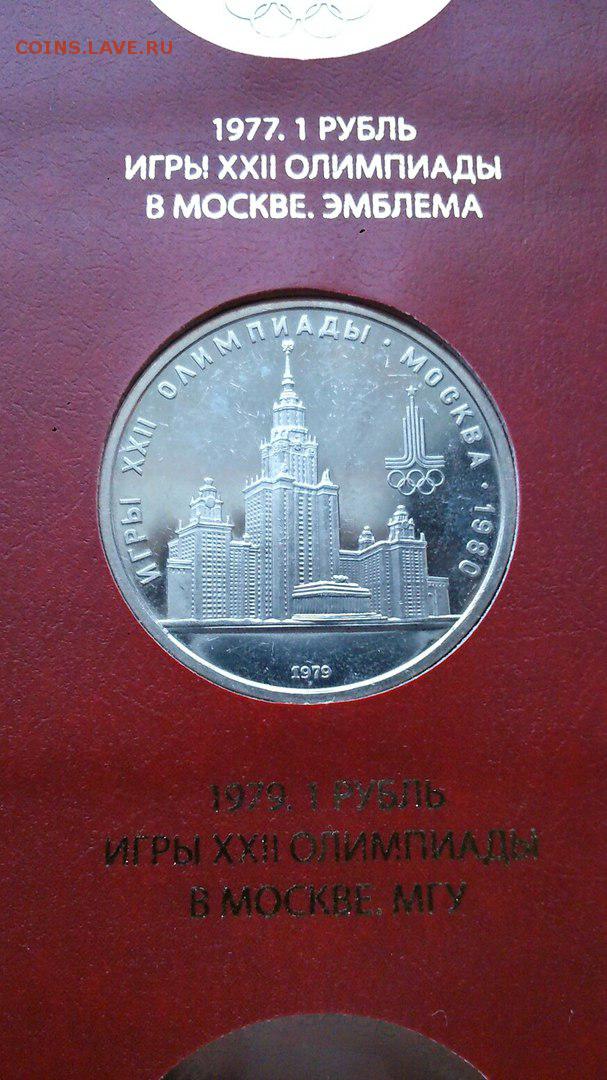 COINS.LAVE.RU
1977. 1 РУБЛЬ
ИГРЫ XXII ОЛИМПИАДЫ
В МОСКВЕ. ЭМБЛЕМА
ИГРЫ XXII ОЛИМПИАДЫ · МОСКВА · 1980
1979
1979. 1 РУБЛЬ
ИГРЫ XXII ОЛИМПИАДЫ
В МОСКВЕ. МГУ